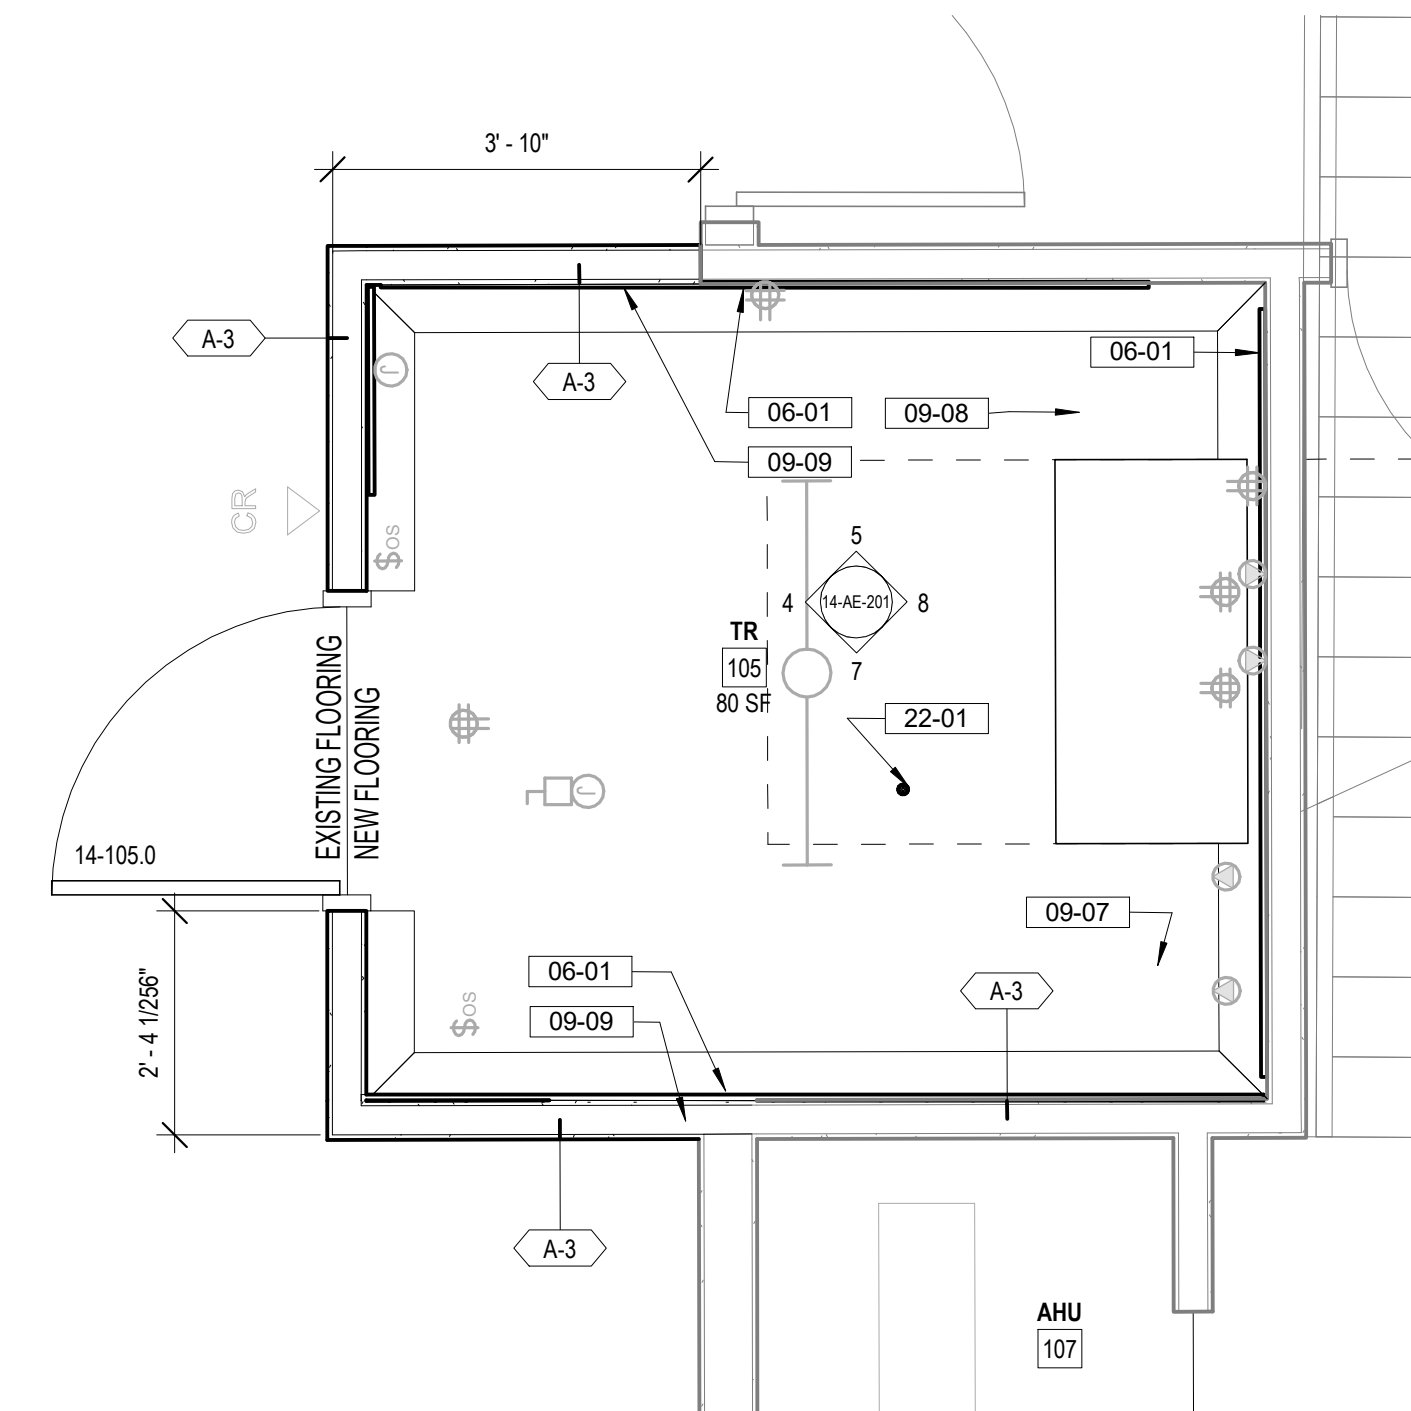 3' - 10"
A-3
A-3
06-01
06-01
09-08
09-09
CR
$os
5
4
14-AE-201
8
7
TR
105
80 SF
22-01
EXISTING FLOORING
NEW FLOORING
14-105.0
09-07
06-01
A-3
09-09
$os
2' - 4 1/256"
A-3
AHU
107